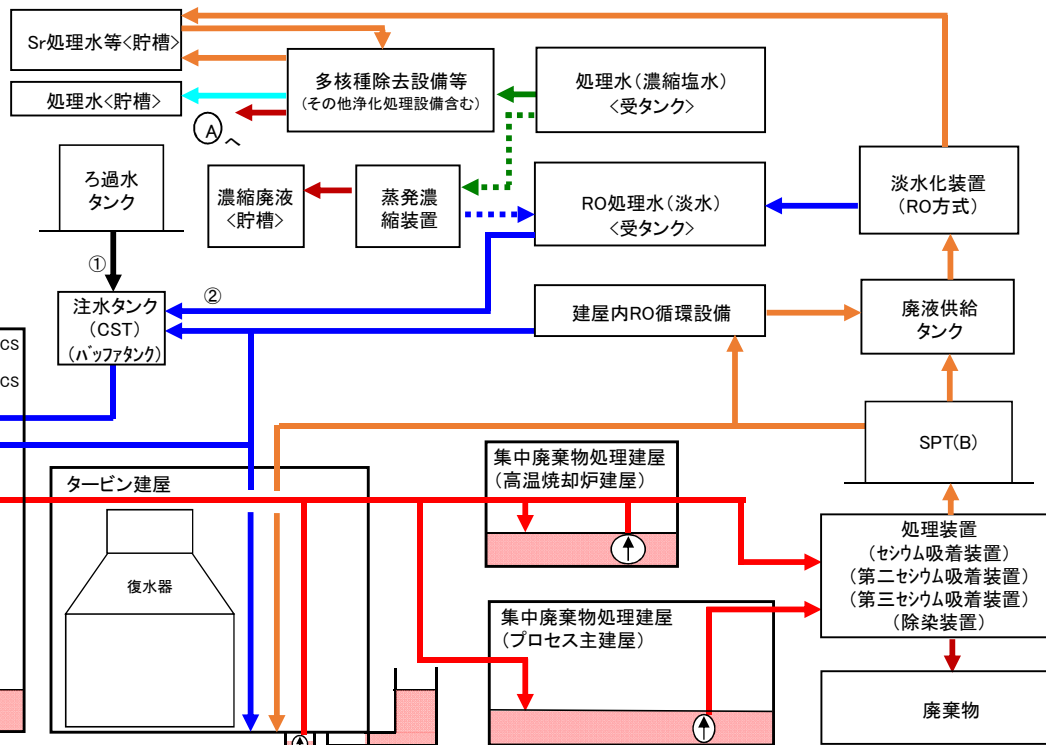 Sr処理水等<貯槽>
処理水<貯槽>
多核種除去設備等
(その他浄化処理設備含む)
Aへ
処理水(濃縮塩水)
<受タンク>
ろ過水
タンク
濃縮廃液
<貯槽>
蒸発濃
縮装置
RO処理水(淡水)
<受タンク>
淡水化装置
(RO方式)
①
②
注水タンク
(CST)
(バッファタンク)
建屋内RO循環設備
廃液供給
タンク
CS
CS
SPT(B)
タービン建屋
復水器
集中廃棄物処理建屋
(高温焼却炉建屋)
集中廃棄物処理建屋
(プロセス主建屋)
処理装置
(セシウム吸着装置)
(第二セシウム吸着装置)
(第三セシウム吸着装置)
(除染装置)
廃棄物